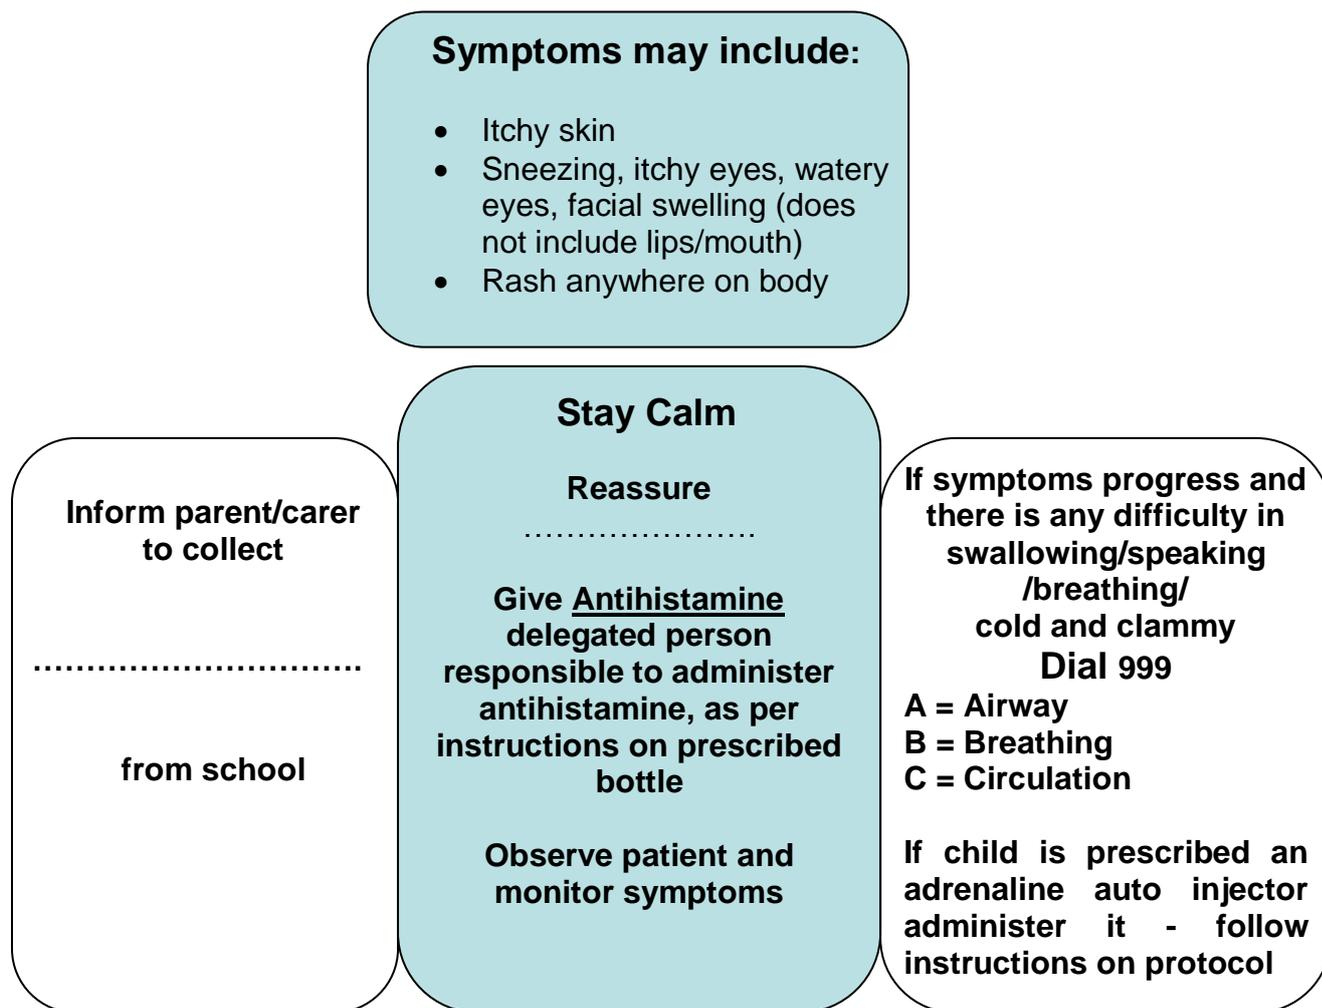 Symptoms may include:
• Itchy skin
• Sneezing, itchy eyes, watery
eyes, facial swelling (does
not include lips/mouth)
• Rash anywhere on body
Inform parent/carer
to collect
...............................
from school
Stay Calm
Reassure
......................
Give Antihistamine
delegated person
responsible to administer
antihistamine, as per
instructions on prescribed
bottle
Observe patient and
monitor symptoms
If symptoms progress and
there is any difficulty in
swallowing/speaking
/breathing/
cold and clammy
Dial 999
A = Airway
B = Breathing
C = Circulation
If child is prescribed an
adrenaline auto injector
administer it - follow
instructions on protocol